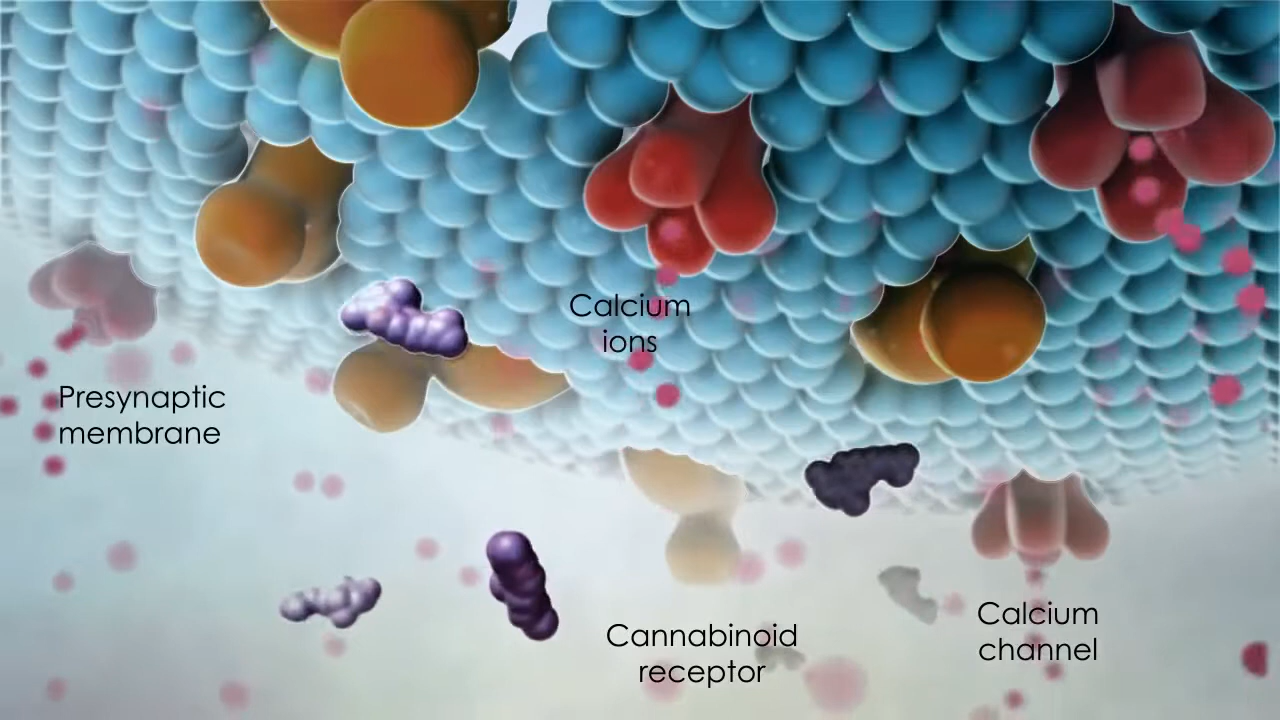 Calcium
ions
Presynaptic
membrane
Calcium
channel
Cannabinoid
receptor